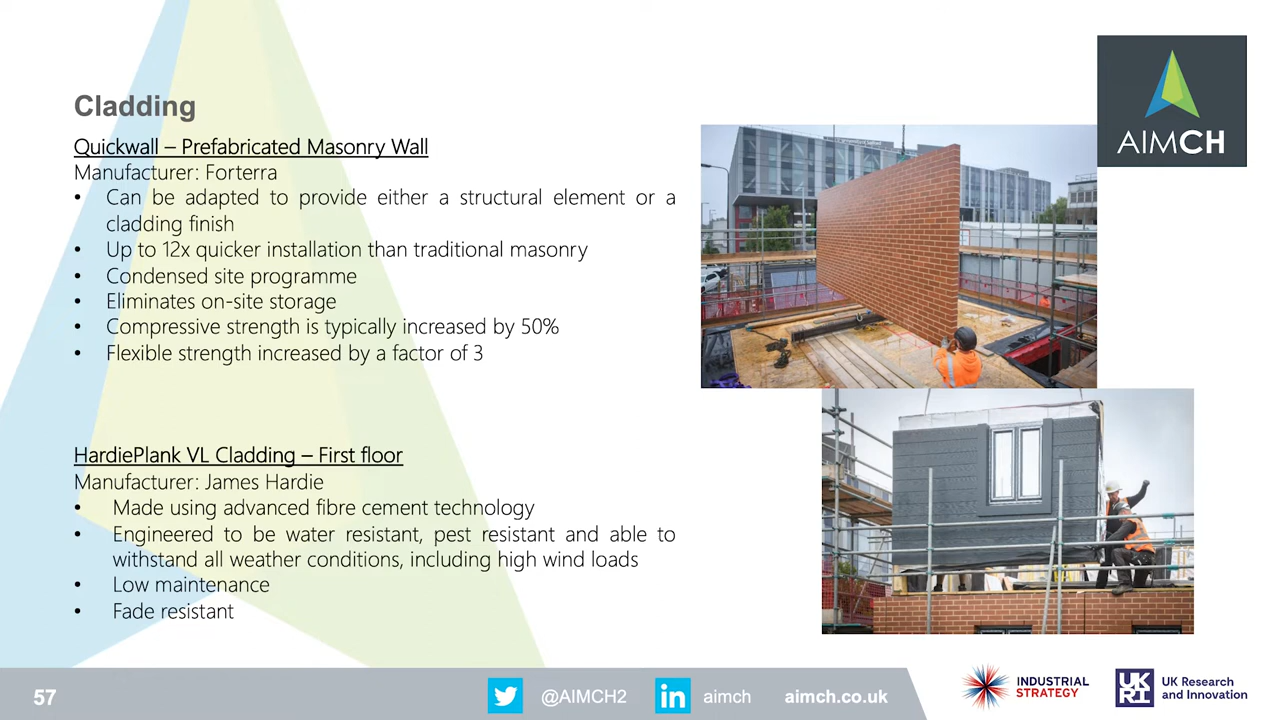 AIMCH
Cladding
Quickwall – Prefabricated Masonry Wall
Manufacturer: Forterra
• Can be adapted to provide either a structural element or a
cladding finish
• Up to 12x quicker installation than traditional masonry
• Condensed site programme
• Eliminates on-site storage
• Compressive strength is typically increased by 50%
• Flexible strength increased by a factor of 3
HardiePlank VL Cladding – First floor
Manufacturer: James Hardie
• Made using advanced fibre cement technology
• Engineered to be water resistant, pest resistant and able to
withstand all weather conditions, including high wind loads
• Low maintenance
• Fade resistant
57
@AIMCH2
in
aimch
aimch.co.uk
INDUSTRIAL
STRATEGY
UK
RI
UK Research
and Innovation